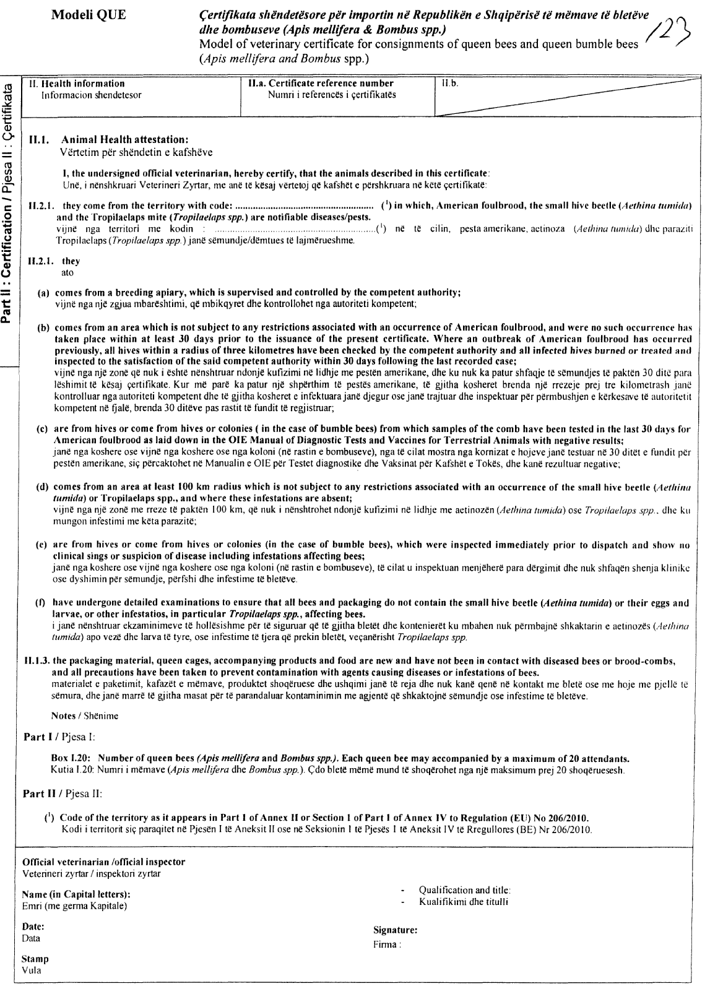 Modeli QUE
Çertifikata shëndetësore për importin në Republikën e Shqipërisë të mëmave të bletëve
dhe bombuseve (Apis mellifera & Bombus spp.)
Model of veterinary certificate for consignments of queen bees and queen bumble bees
(Apis mellifera and Bombus spp.)
123
Part II : Certification / Pjesa II : Çertifikata
II. Health information
Informacion shendetesor
II.a. Certificate reference number
Numri i referencës i çertifikatës
II.b.
II.1. Animal Health attestation:
Vërtetim për shëndetin e kafshëve
I, the undersigned official veterinarian, hereby certify, that the animals described in this certificate:
Unë, i nënshkruari Veterineri Zyrtar, me anë të kësaj vërtetoj që kafshët e përshkruara në këtë çertifikatë:
II.2.1. they come from the territory with code: .................................................... (¹) in which, American foulbrood, the small hive beetle (Aethina tumida)
and the Tropilaelaps mite (Tropilaelaps spp.) are notifiable diseases/pests.
vijnë nga territori me kodin : ............................................................(¹) në të cilin, pesta amerikane, aetinoza (Aethina tumida) dhe paraziti
Tropilaelaps (Tropilaelaps spp.) janë sëmundje/dëmtues të lajmërueshme.
II.2.1. they
ato
(a) comes from a breeding apiary, which is supervised and controlled by the competent authority;
vijnë nga një zgjua mbarështimi, që mbikqyret dhe kontrollohet nga autoriteti kompetent;
(b) comes from an area which is not subject to any restrictions associated with an occurrence of American foulbrood, and were no such occurrence has
taken place within at least 30 days prior to the issuance of the present certificate. Where an outbreak of American foulbrood has occurred
previously, all hives within a radius of three kilometres have been checked by the competent authority and all infected hives burned or treated and
inspected to the satisfaction of the said competent authority within 30 days following the last recorded case;
vijnë nga një zonë që nuk i është nënshtruar ndonjë kufizimi në lidhje me pestën amerikane, dhe ku nuk ka patur shfaqje të sëmundjes të paktën 30 ditë para
lëshimit të kësaj çertifikate. Kur më parë ka patur një shpërthim të pestës amerikane, të gjitha kosheret brenda një rrezeje prej tre kilometrash janë
kontrolluar nga autoriteti kompetent dhe të gjitha kosheret e infektuara janë djegur ose janë trajtuar dhe inspektuar për përmbushjen e kërkesave të autoritetit
kompetent në fjalë, brenda 30 ditëve pas rastit të fundit të regjistruar;
(c) are from hives or come from hives or colonies ( in the case of bumble bees) from which samples of the comb have been tested in the last 30 days for
American foulbrood as laid down in the OIE Manual of Diagnostic Tests and Vaccines for Terrestrial Animals with negative results;
janë nga koshere ose vijnë nga koshere ose nga koloni (në rastin e bombuseve), nga të cilat mostra nga kornizat e hojeve janë testuar në 30 ditët e fundit për
pestën amerikane, siç përcaktohet në Manualin e OIE për Testet diagnostike dhe Vaksinat për Kafshët e Tokës, dhe kanë rezultuar negative;
(d) comes from an area at least 100 km radius which is not subject to any restrictions associated with an occurrence of the small hive beetle (Aethina
tumida) or Tropilaelaps spp., and where these infestations are absent;
vijnë nga një zonë me rreze të paktën 100 km, që nuk i nënshtrohet ndonjë kufizimi në lidhje me aetinozën (Aethina tumida) ose Tropilaelaps spp., dhe ku
mungon infestimi me këta parazitë;
(e) are from hives or come from hives or colonies (in the case of bumble bees), which were inspected immediately prior to dispatch and show no
clinical sings or suspicion of disease including infestations affecting bees;
janë nga koshere ose vijnë nga koshere ose nga koloni (në rastin e bombuseve), të cilat u inspektuan menjëherë para dërgimit dhe nuk shfaqën shenja klinike
ose dyshimin për sëmundje, përfshi dhe infestime të bletëve.
(f) have undergone detailed examinations to ensure that all bees and packaging do not contain the small hive beetle (Aethina tumida) or their eggs and
larvae, or other infestatios, in particular Tropilaelaps spp., affecting bees.
i janë nënshtruar ekzaminimeve të hollësishme për të siguruar që të gjitha bletët dhe kontenierët ku mbahen nuk përmbajnë shkaktarin e aetinozës (Aethina
tumida) apo vezë dhe larva të tyre, ose infestime të tjera që prekin bletët, veçanërisht Tropilaelaps spp.
II.1.3. the packaging material, queen cages, accompanying products and food are new and have not been in contact with diseased bees or brood-combs,
and all precautions have been taken to prevent contamination with agents causing diseases or infestations of bees.
materialet e paketimit, kafazët e mëmave, produktet shoqëruese dhe ushqimi janë të reja dhe nuk kanë qenë në kontakt me bletë ose me hoje me pjellë të
sëmura, dhe janë marrë të gjitha masat për të parandaluar kontaminimin me agjentë që shkaktojnë sëmundje ose infestime të bletëve.
Notes / Shënime
Part I / Pjesa I:
Box I.20: Number of queen bees (Apis mellifera and Bombus spp.). Each queen bee may accompanied by a maximum of 20 attendants.
Kutia I.20: Numri i mëmave (Apis mellifera dhe Bombus spp.). Çdo bletë mëmë mund të shoqërohet nga një maksimum prej 20 shoqëruesesh.
Part II / Pjesa II:
(¹) Code of the territory as it appears in Part 1 of Annex II or Section 1 of Part 1 of Annex IV to Regulation (EU) No 206/2010.
Kodi i territorit siç paraqitet në Pjesën I të Aneksit II ose në Seksionin I të Pjesës I të Aneksit IV të Rregullores (BE) Nr 206/2010.
Official veterinarian /official inspector
Veterineri zyrtar / inspektori zyrtar
Name (in Capital letters):
Emri (me germa Kapitale)
- Qualification and title:
- Kualifikimi dhe titulli
Date:
Data
Signature:
Firma :
Stamp
Vula